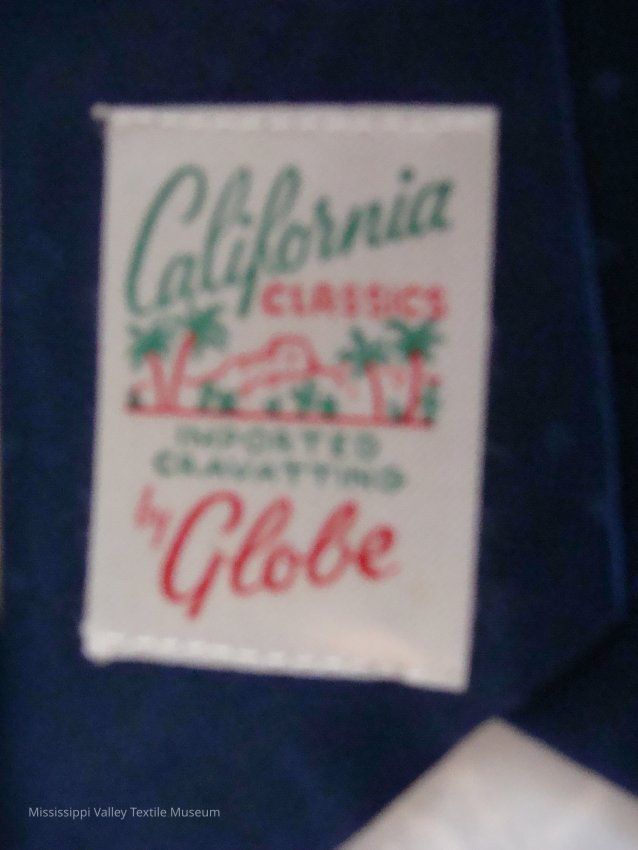 California
CLASSICS
IMPORTED
CRAVATTING
by Globe
Mississippi Valley Textile Museum